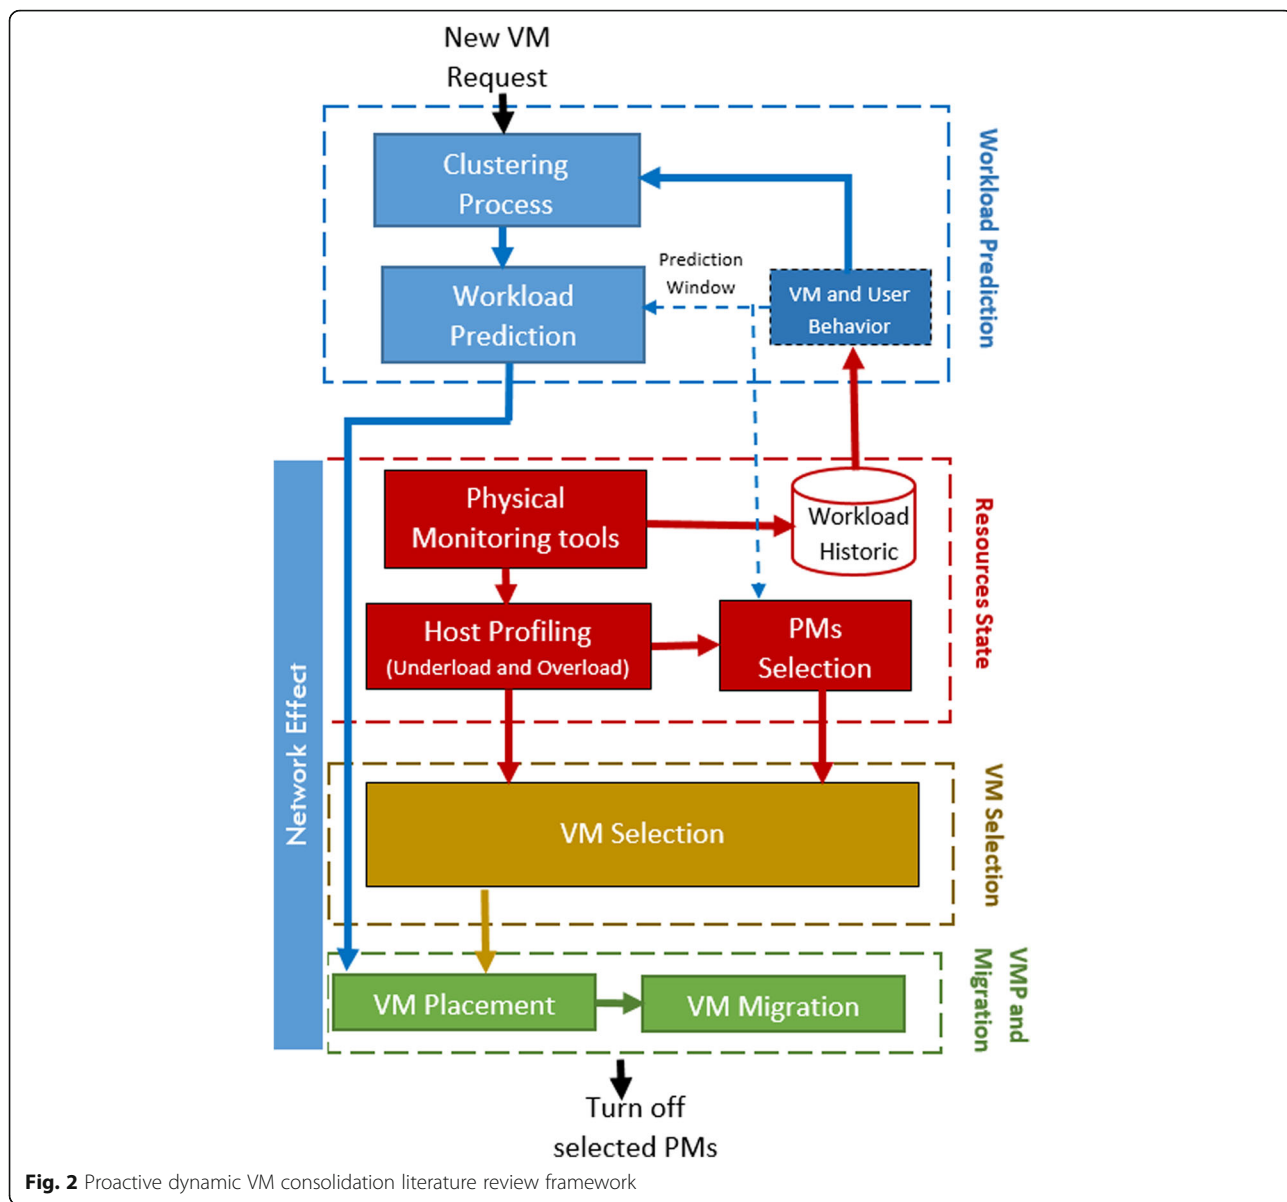 New VM
Request
Clustering
Process
Workload Prediction
Prediction
Window
Workload
Prediction
VM and User
Behavior
Physical
Monitoring tools
Workload
Historic
Resources State
Host Profiling
(Underload and Overload)
PMs
Selection
Network Effect
VM Selection
VM Selection
VM Placement
VM Migration
VMP and
Migration
Turn off
selected PMs
Fig. 2 Proactive dynamic VM consolidation literature review framework